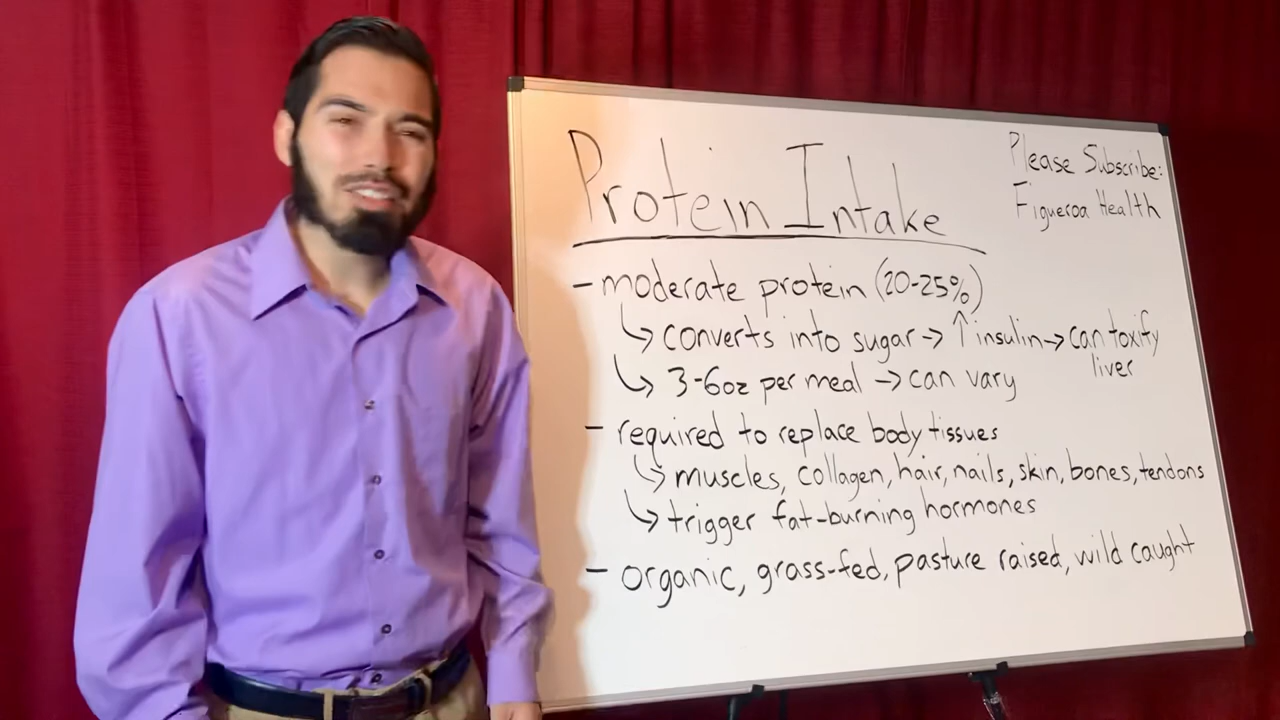 Protein Intake
Please Subscribe:
Figueroa Health
- moderate protein (20-25%)
↳ converts into sugar → ↑ insulin → can toxify
liver
↳ 3-6oz per meal → can vary
- required to replace body tissues
↳ muscles, collagen, hair, nails, skin, bones, tendons
↳ trigger fat-burning hormones
- organic, grass-fed, pasture raised, wild caught